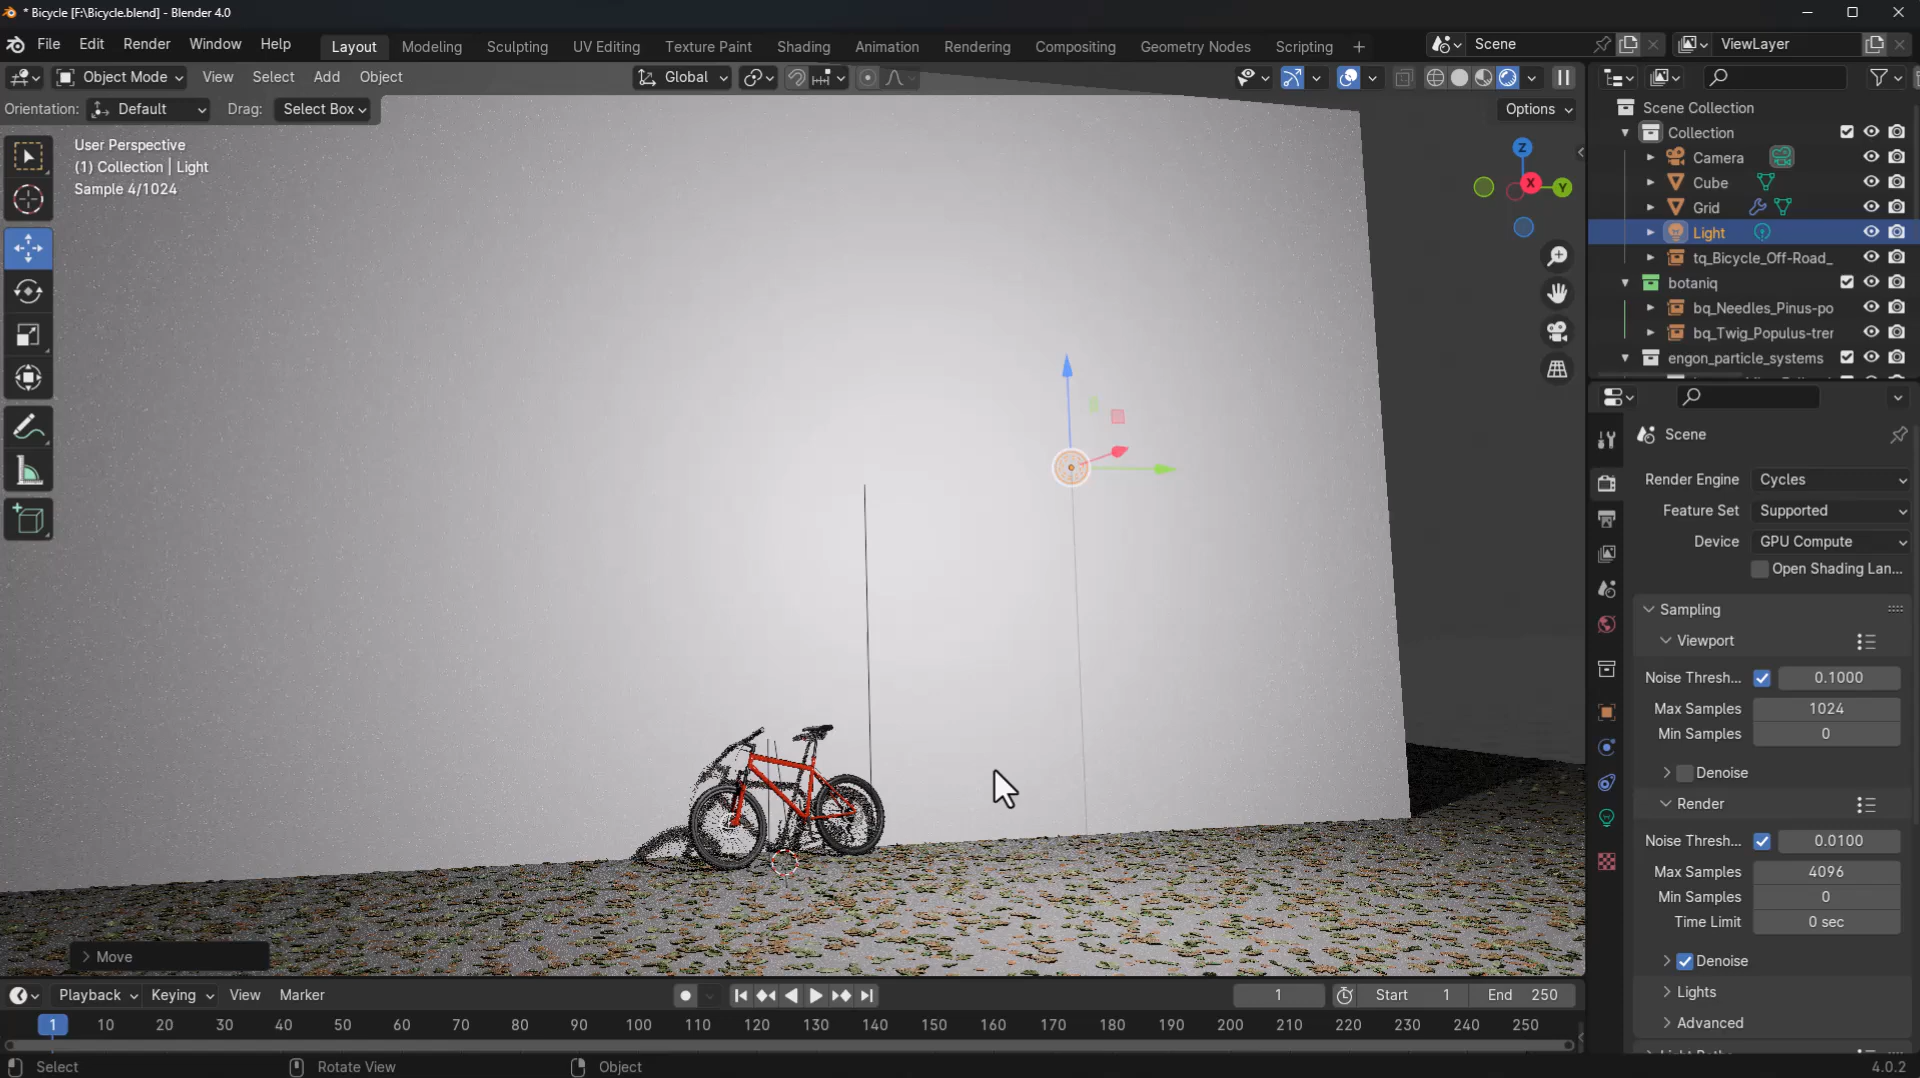 * Bicycle [F:\Bicycle.blend] - Blender 4.0
File Edit Render Window Help Layout Modeling Sculpting UV Editing Texture Paint Shading Animation Rendering Compositing Geometry Nodes Scripting + Scene ViewLayer
Object Mode View Select Add Object Global
Orientation: Default Drag: Select Box Options
User Perspective
(1) Collection | Light
Sample 4/1024
Z
X
Y
Scene Collection
Collection
Camera
Cube
Grid
Light
tq_Bicycle_Off-Road_
botaniq
bq_Needles_Pinus-po
bq_Twig_Populus-trer
engon_particle_systems
Scene
Render Engine Cycles
Feature Set Supported
Device GPU Compute
Open Shading Lan...
Sampling
Viewport
Noise Thresh... 0.1000
Max Samples 1024
Min Samples 0
Denoise
Render
Noise Thresh... 0.0100
Max Samples 4096
Min Samples 0
Time Limit 0 sec
Denoise
Lights
Advanced
Move
Playback Keying View Marker 1 Start 1 End 250
1 10 20 30 40 50 60 70 80 90 100 110 120 130 140 150 160 170 180 190 200 210 220 230 240 250
Select Rotate View Object 4.0.2